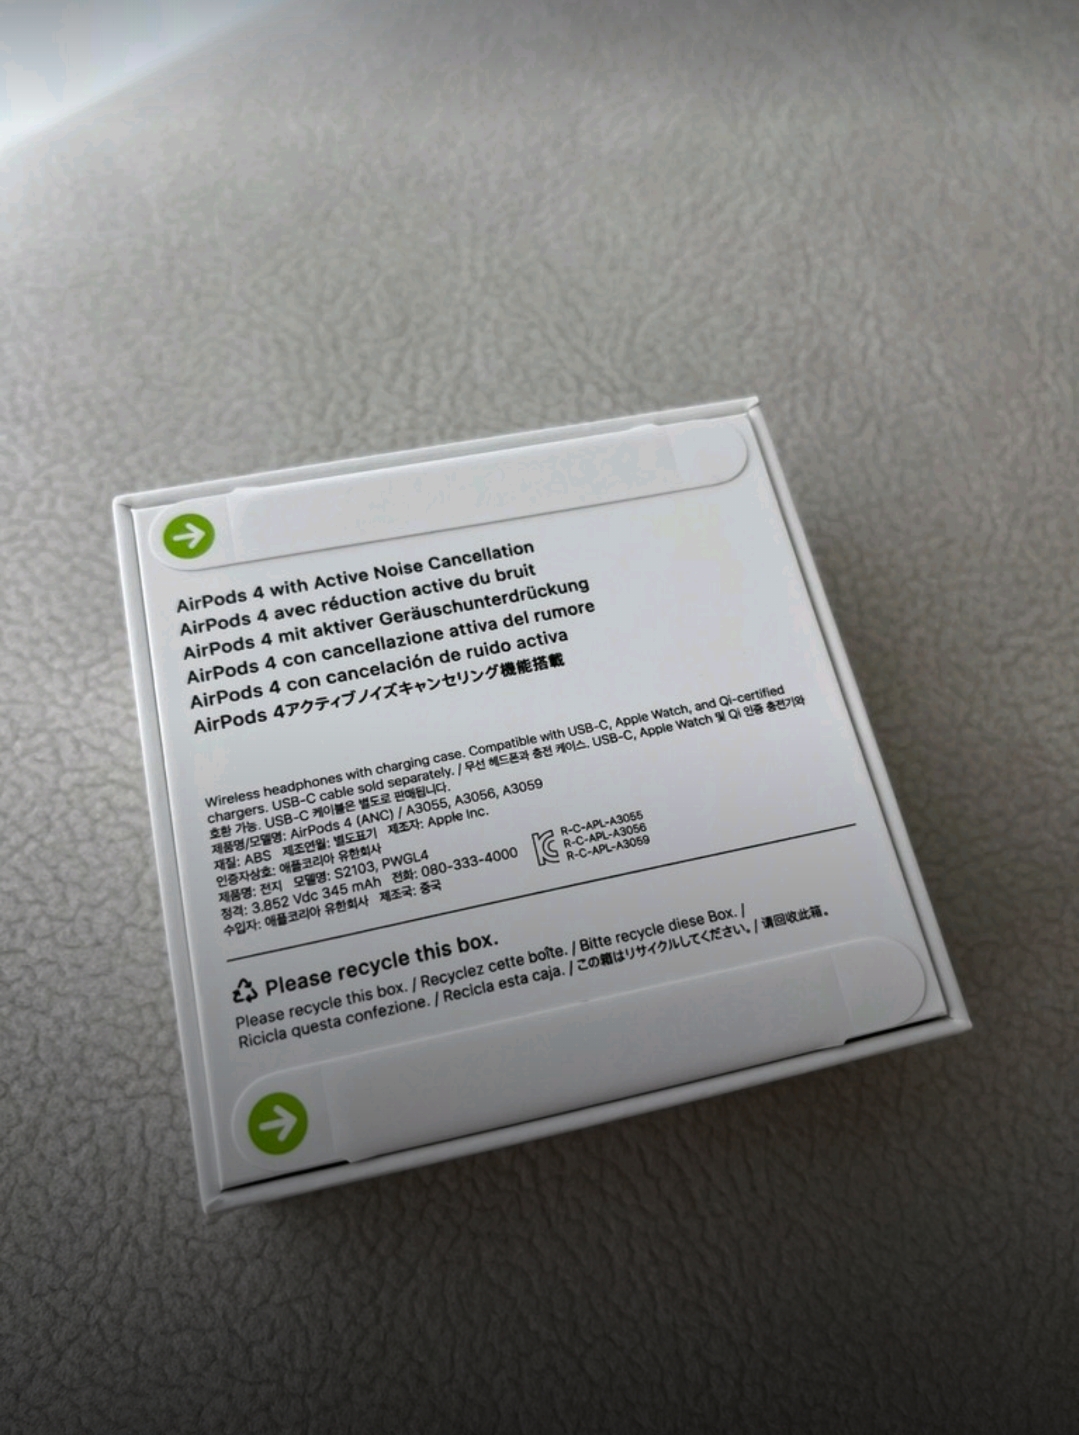 AirPods 4 with Active Noise Cancellation
AirPods 4 avec réduction active du bruit
AirPods 4 mit aktiver Geräuschunterdrückung
AirPods 4 con cancellazione attiva del rumore
AirPods 4 con cancelación de ruido activa
AirPods 4アクティブノイズキャンセリング機能搭載
Wireless headphones with charging case. Compatible with USB-C, Apple Watch, and Qi-certified
chargers. USB-C cable sold separately. / 무선 헤드폰과 충전 케이스. USB-C, Apple Watch 및 Qi 인증 충전기와
호환 가능. USB-C 케이블은 별도로 판매됩니다.
제품명/모델명: AirPods 4 (ANC) / A3055, A3056, A3059
재질: ABS 제조연월: 별도표기 제조자: Apple Inc.
인증자상호: 애플코리아 유한회사
제품명: 전지 모델명: S2103, PWGL4
정격: 3.852 Vdc 345 mAh 전화: 080-333-4000
수입자: 애플코리아 유한회사 제조국: 중국
R-C-APL-A3055
R-C-APL-A3056
R-C-APL-A3059
Please recycle this box.
Please recycle this box. / Recyclez cette boîte. / Bitte recycle diese Box. /
Ricicla questa confezione. / Recicla esta caja. / この箱はリサイクルしてください。/ 请回收此箱。